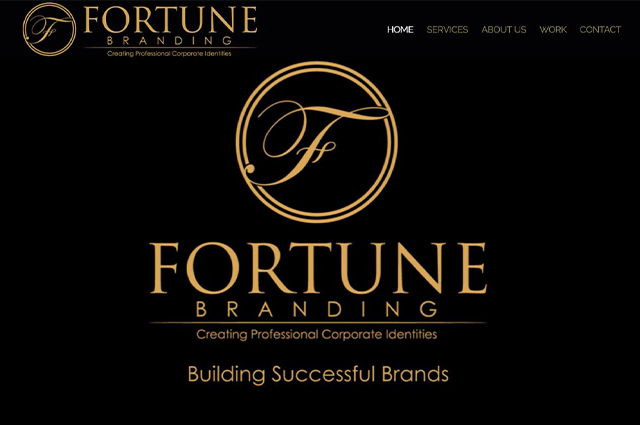 F
FORTUNE
BRANDING
Creating Professional Corporate Identities
HOME SERVICES ABOUT US WORK CONTACT
F
FORTUNE
BRANDING
Creating Professional Corporate Identities
Building Successful Brands